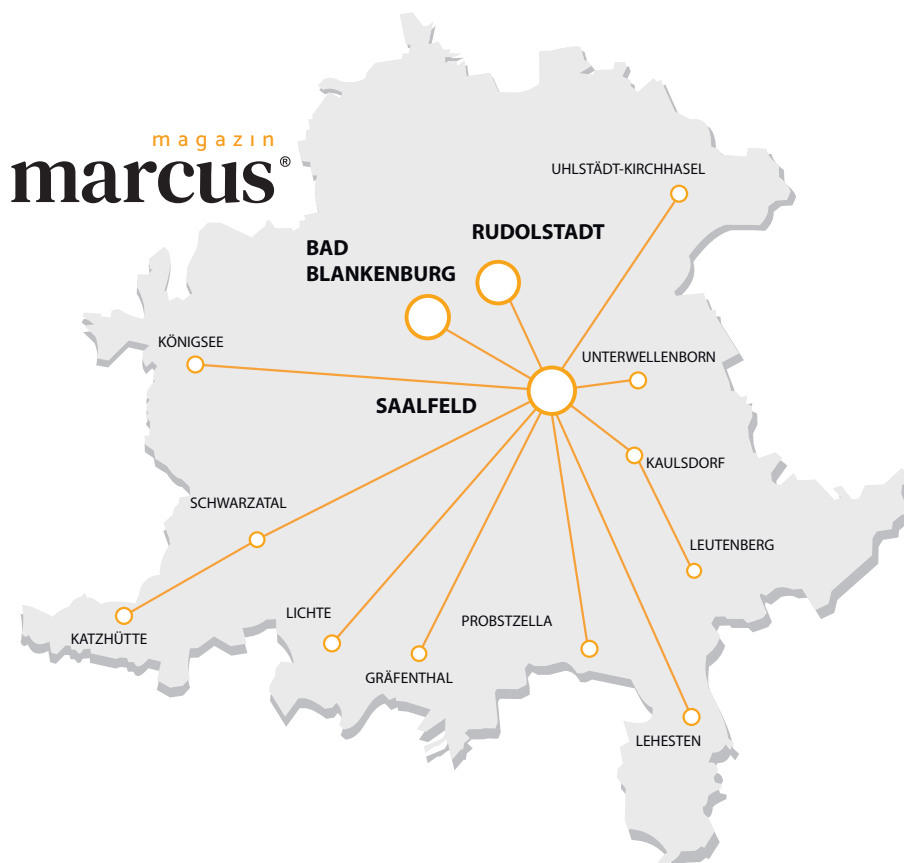 magazin
marcus®
UHLSTÄDT-KIRCHHASEL
RUDOLSTADT
BAD
BLANKENBURG
KÖNIGSEE
UNTERWELLENBORN
SAALFELD
KAULSDORF
SCHWARZATAL
LEUTENBERG
LICHTE
PROBSTZELLA
KATZHÜTTE
GRÄFENTHAL
LEHESTEN